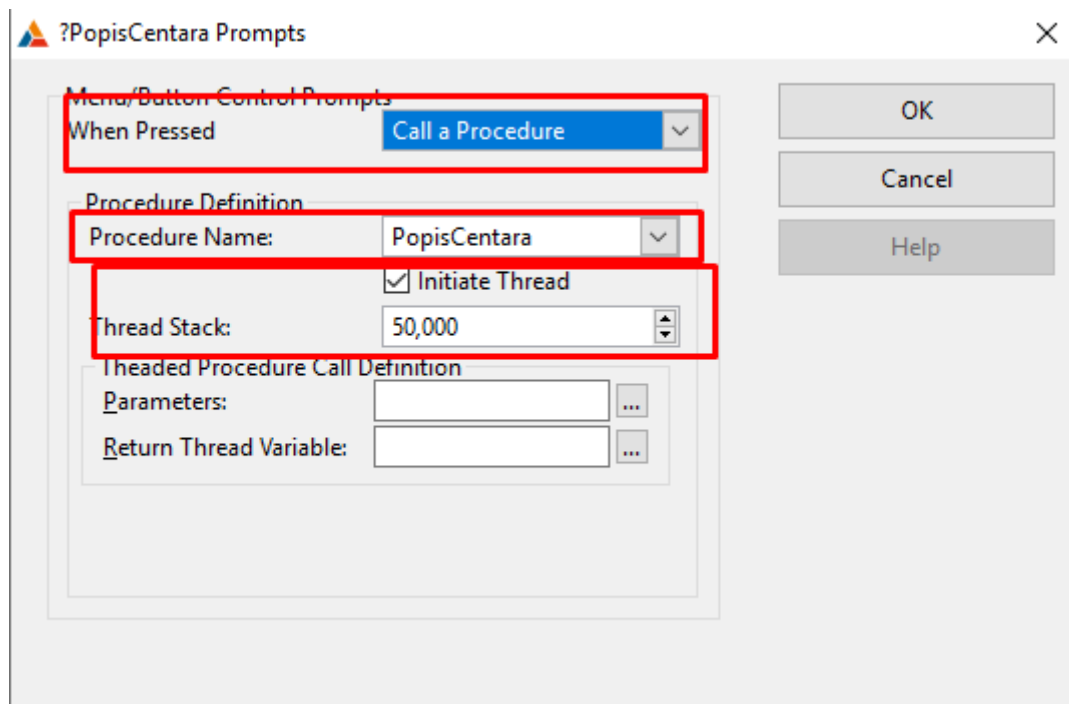 ?PopisCentara Prompts
Menu/Button Control Prompts
When Pressed
Call a Procedure
OK
Cancel
Help
Procedure Definition
Procedure Name:
PopisCentara
Initiate Thread
Thread Stack:
50,000
Theaded Procedure Call Definition
Parameters:
...
Return Thread Variable:
...